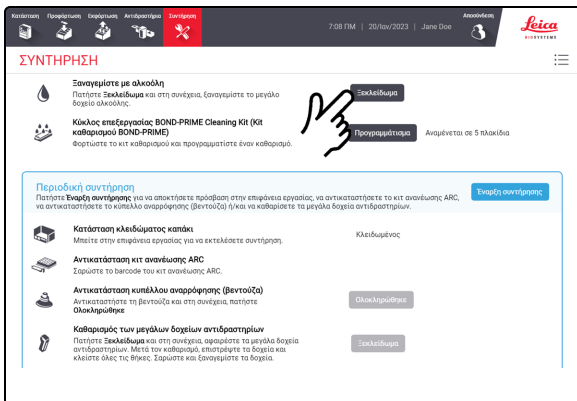 Κατάσταση Προφόρτωση Εκφόρτωση Αντιδραστήρια Συντήρηση
7:08 ΠΜ | 20/Ιαν/2023 | Jane Doe
Αποσύνδεση
Leica
BIOSYSTEMS
ΣΥΝΤΗΡΗΣΗ
Ξαναγεμίστε με αλκοόλη
Πατήστε Ξεκλείδωμα και στη συνέχεια, ξαναγεμίστε το μεγάλο
δοχείο αλκοόλης.
Ξεκλείδωμα
Κύκλος επεξεργασίας BOND-PRIME Cleaning Kit (Kit
καθαρισμού BOND-PRIME)
Φορτώστε το κιτ καθαρισμού και προγραμματίστε έναν καθαρισμό.
Προγραμμάτισμα
Αναμένεται σε 5 πλακίδια
Περιοδική συντήρηση
Πατήστε Έναρξη συντήρησης για να αποκτήσετε πρόσβαση στην επιφάνεια εργασίας, να αντικαταστήσετε το κιτ ανανέωσης ARC,
να αντικαταστήσετε το κύπελλο αναρρόφησης (βεντούζα) ή/και να καθαρίσετε τα μεγάλα δοχεία αντιδραστηρίων.
Έναρξη συντήρησης
Κατάσταση κλειδώματος καπάκι
Μπείτε στην επιφάνεια εργασίας για να εκτελέσετε συντήρηση.
Κλειδωμένος
Αντικατάσταση κιτ ανανέωσης ARC
Σαρώστε το barcode του κιτ ανανέωσης ARC.
Αντικατάσταση κυπέλλου αναρρόφησης (βεντούζα)
Αντικαταστήστε τη βεντούζα και στη συνέχεια, πατήστε
Ολοκληρώθηκε
Ολοκληρώθηκε
Καθαρισμός των μεγάλων δοχείων αντιδραστηρίων
Πατήστε Ξεκλείδωμα και στη συνέχεια, αφαιρέστε τα μεγάλα δοχεία
αντιδραστηρίων. Μετά τον καθαρισμό, επιστρέψτε τα δοχεία και
κλείστε όλες τις θήκες. Σαρώστε και ξαναγεμίστε τα δοχεία.
Ξεκλείδωμα